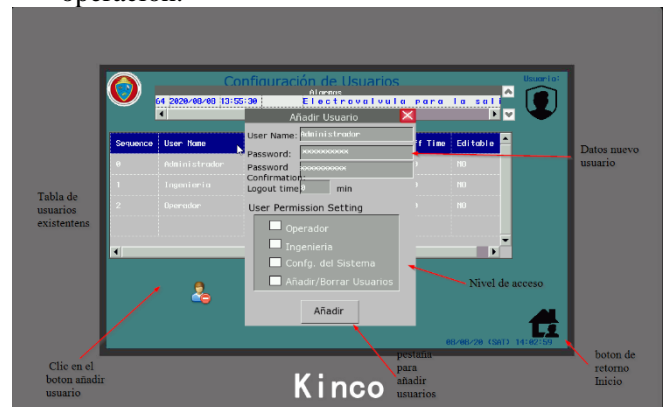 operación.
Configuración de Usuarios
Usuario:
Alarmas
64 2020/08/08 13:55:30 Electrovalvula para la sali
Añadir Usuario
User Name: Administrador
Password: **********
Password Confirmation: **********
Logout time 0 min
User Permission Setting
Operador
Ingenieria
Confg. del Sistema
Añadir/Borrar Usuarios
Añadir
Sequence User Name ff Time Editable
0 Administrador NO
1 Ingenieria NO
2 Operador NO
Datos nuevo
usuario
Tabla de
usuarios
existentens
Nivel de acceso
08/08/20 (SAT) 14:02:59
Clic en el
boton añadir
usuario
pestaña
para
añadir
usuarios
boton de
retorno
Inicio
Kinco